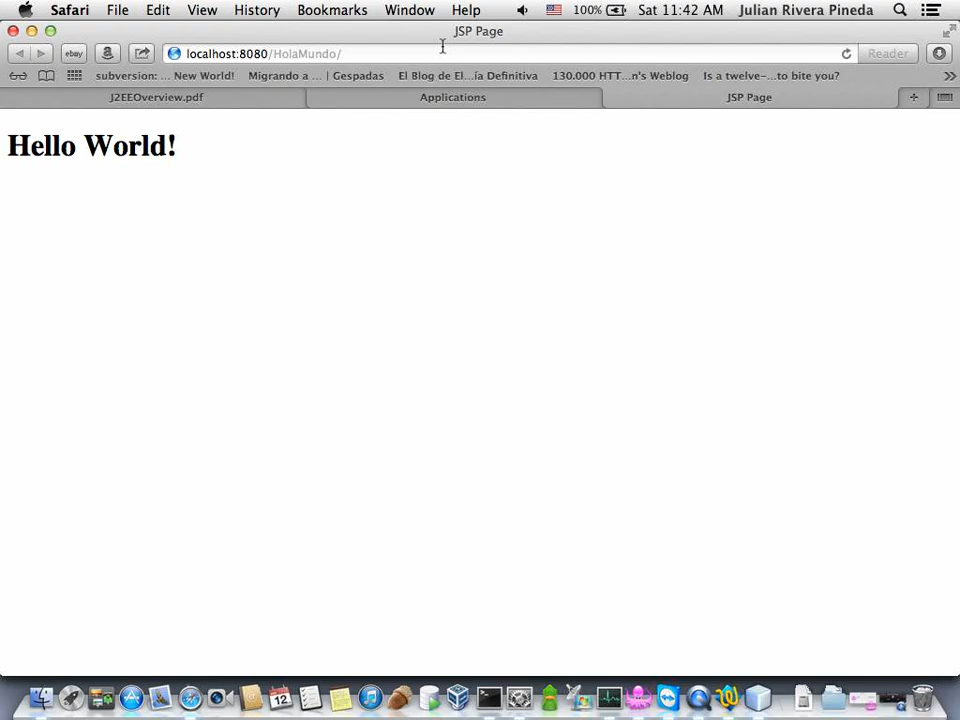 Safari File Edit View History Bookmarks Window Help 100% Sat 11:42 AM Julian Rivera Pineda
JSP Page
ebay localhost:8080/HolaMundo/ Reader
subversion: ... New World! Migrando a ... | Gespadas El Blog de El...ía Definitiva 130.000 HTT...n's Weblog Is a twelve-...to bite you?
J2EEOverview.pdf Applications JSP Page
Hello World!
12